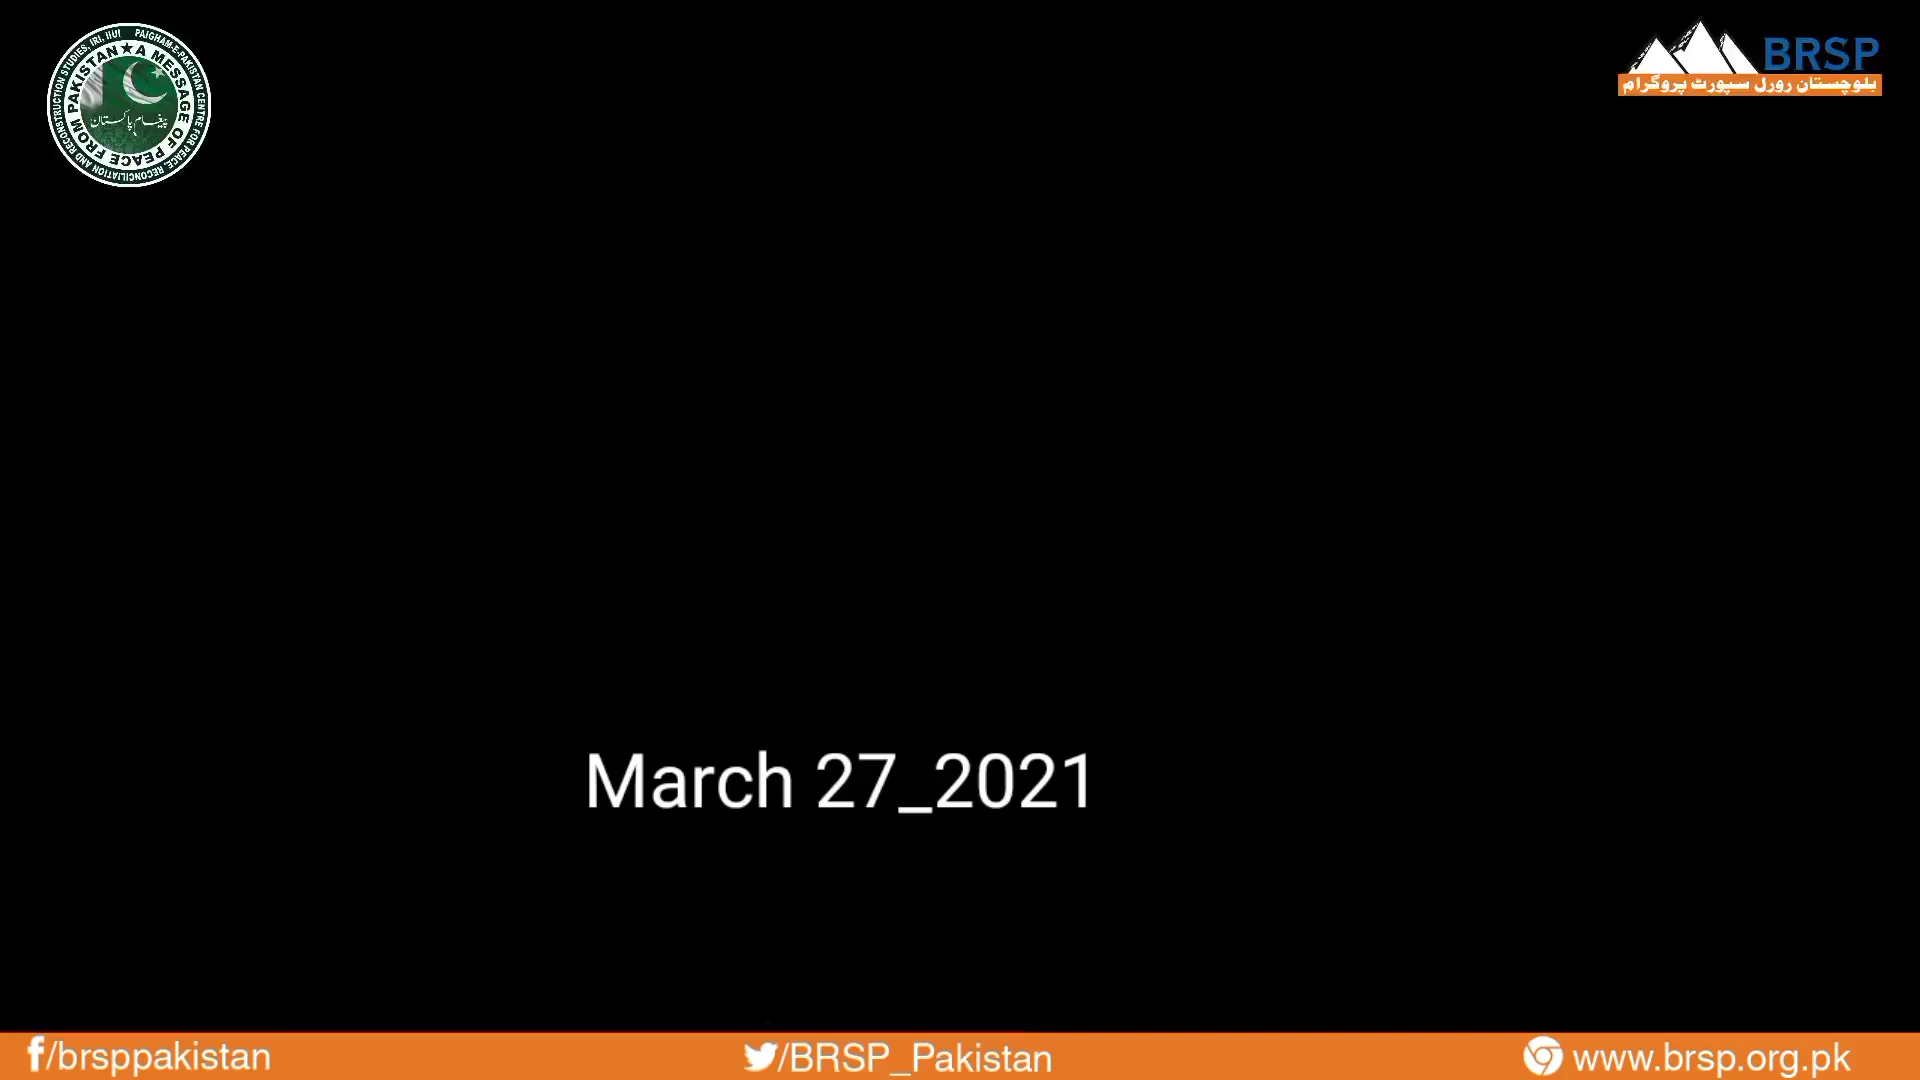 PAIGHAM-E-PAKISTAN CENTRE FOR PEACE, RECONCILIATION AND RECONSTRUCTION STUDIES, IRI, IIUI
A MESSAGE OF PEACE FROM PAKISTAN
پیغام پاکستان
BRSP
بلوچستان رورل سپورٹ پروگرام
March 27_2021
f/brsppakistan
/BRSP_Pakistan
www.brsp.org.pk